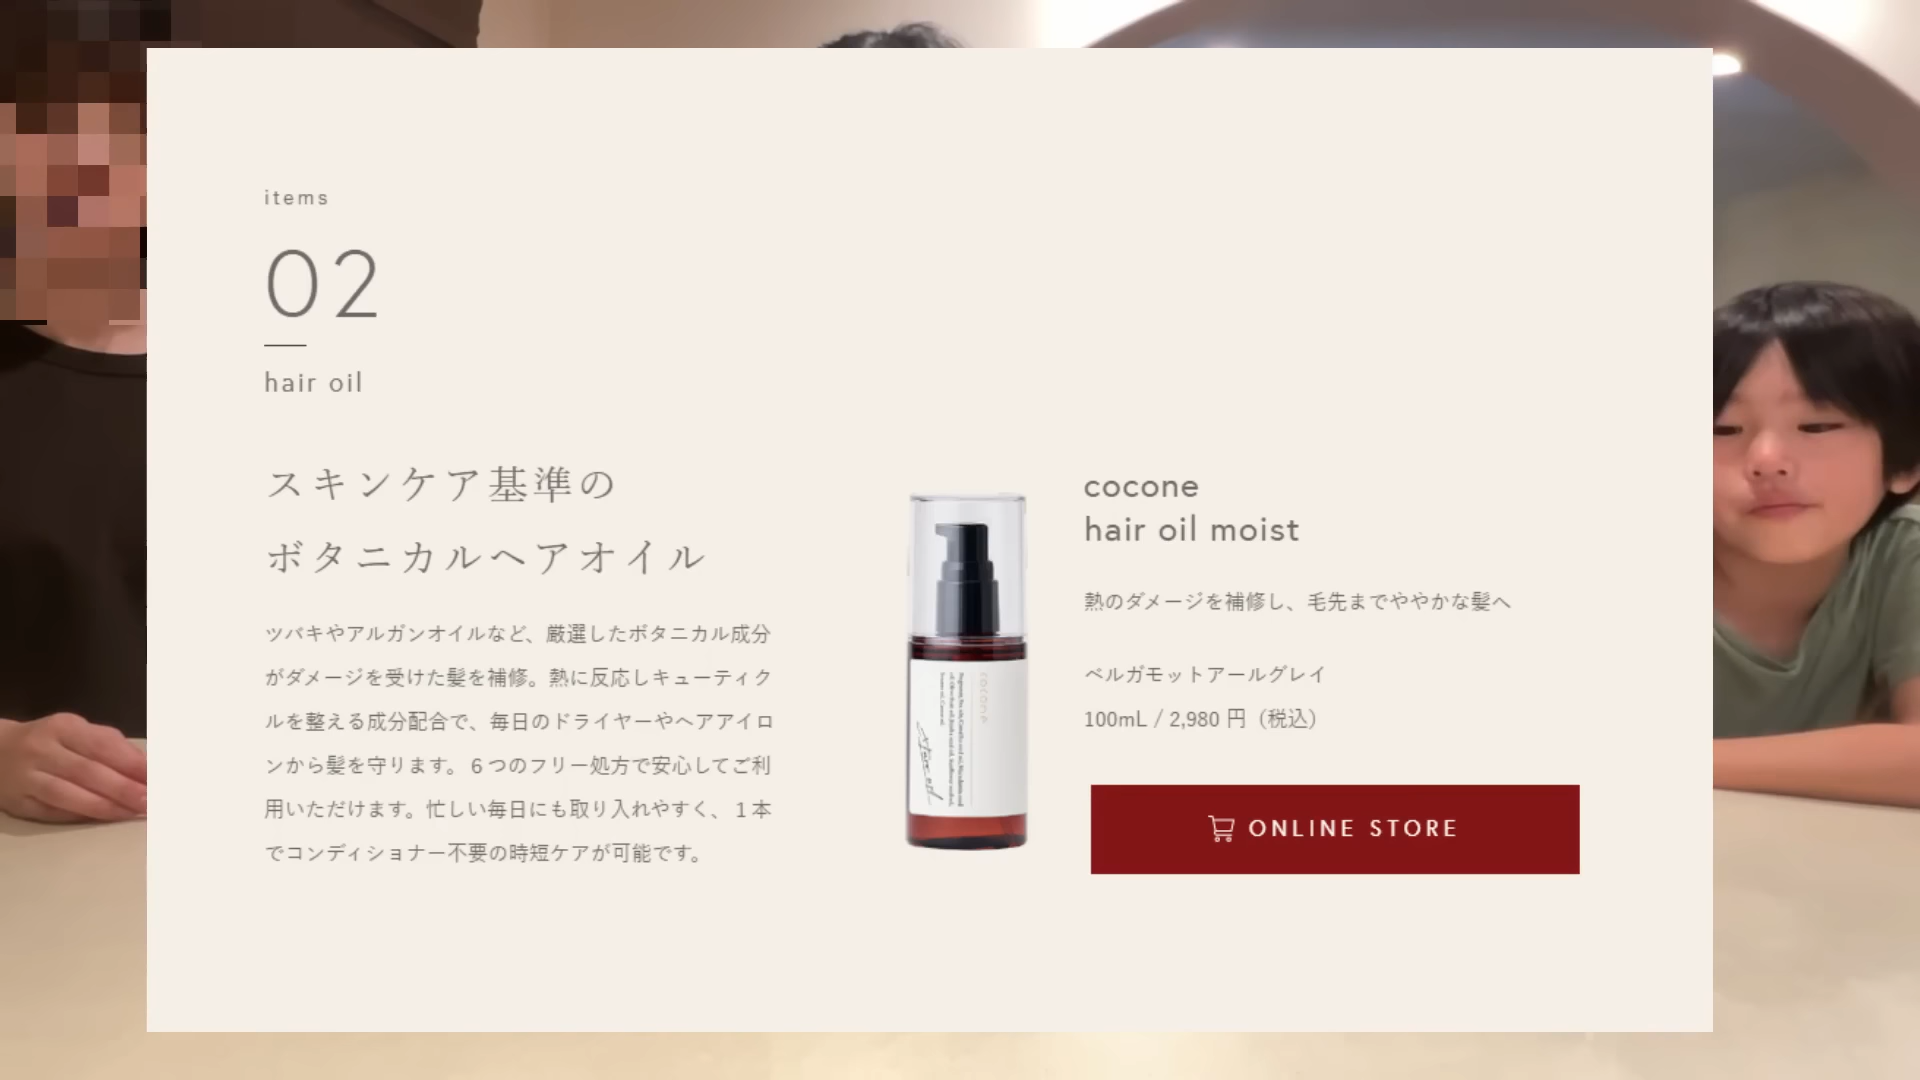 items
02
hair oil
スキンケア基準の
ボタニカルヘアオイル
ツバキやアルガンオイルなど、厳選したボタニカル成分
がダメージを受けた髪を補修。熱に反応しキューティク
ルを整える成分配合で、毎日のドライヤーやヘアアイロ
ンから髪を守ります。６つのフリー処方で安心してご利
用いただけます。忙しい毎日にも取り入れやすく、１本
でコンディショナー不要の時短ケアが可能です。
cocone
cocone
hair oil moist
熱のダメージを補修し、毛先までややかな髪へ
ベルガモットアールグレイ
100mL / 2,980 円（税込）
ONLINE STORE